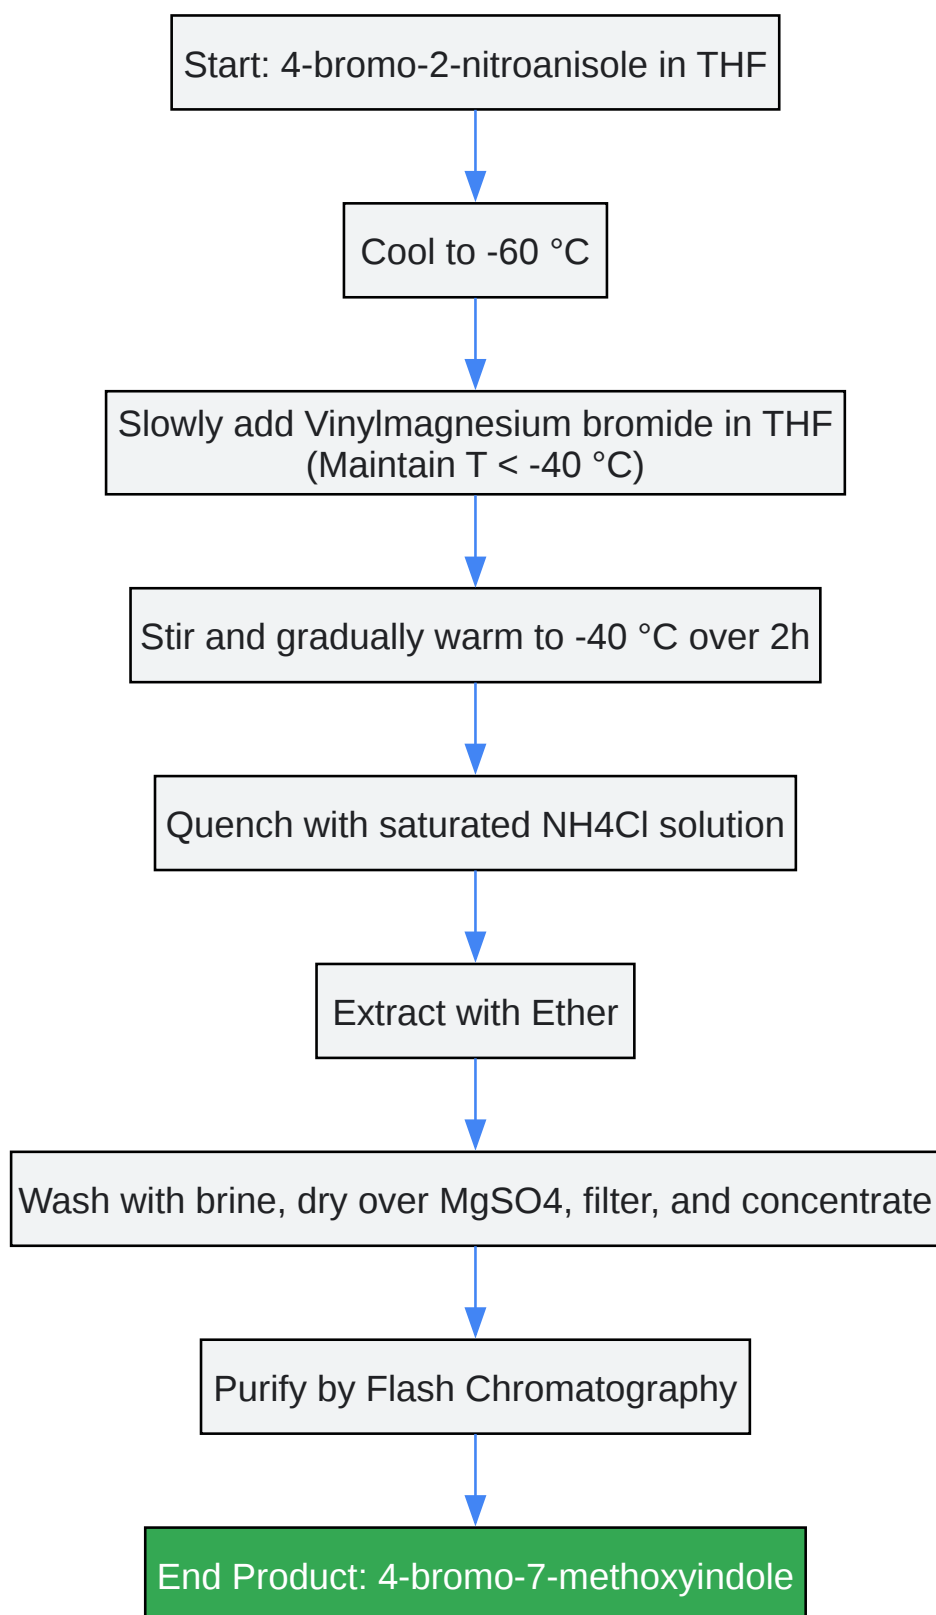 Start: 4-bromo-2-nitroanisole in THF
Cool to -60 °C
Slowly add Vinylmagnesium bromide in THF
(Maintain T < -40 °C)
Stir and gradually warm to -40 °C over 2h
Quench with saturated NH4Cl solution
Extract with Ether
Wash with brine, dry over MgSO4, filter, and concentrate
Purify by Flash Chromatography
End Product: 4-bromo-7-methoxyindole